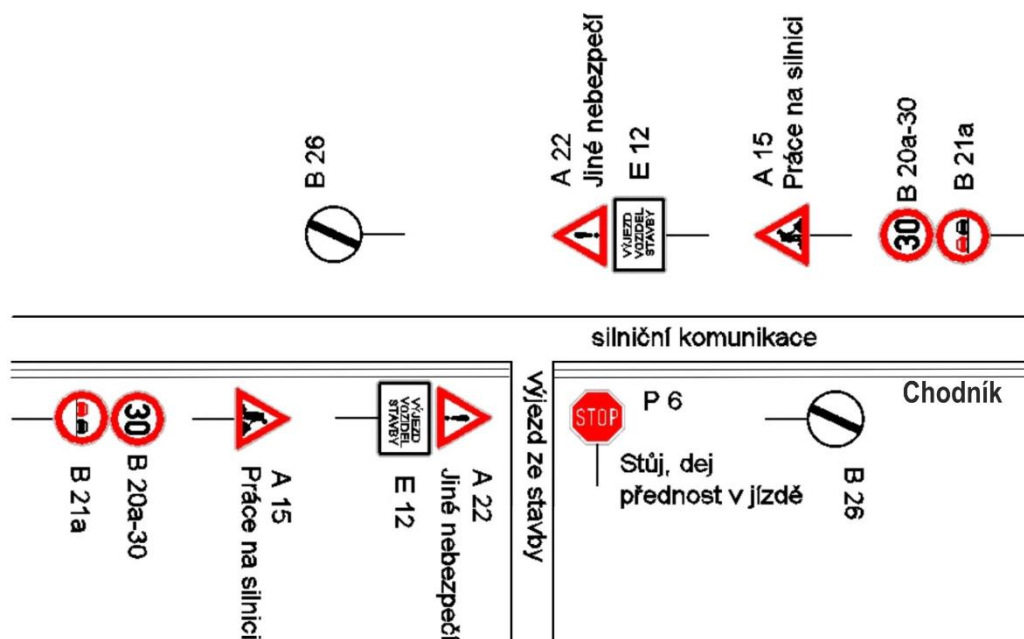 B 26
A 22
Jiné nebezpečí
E 12
VÝJEZD
VOZIDEL
STAVBY
A 15
Práce na silnici
30
B 20a-30
B 21a
silniční komunikace
Chodník
výjezd ze stavby
STOP
P 6
Stůj, dej
přednost v jízdě
B 26
B 21a
30
B 20a-30
A 15
Práce na silnici
VÝJEZD
VOZIDEL
STAVBY
E 12
A 22
Jiné nebezpečí